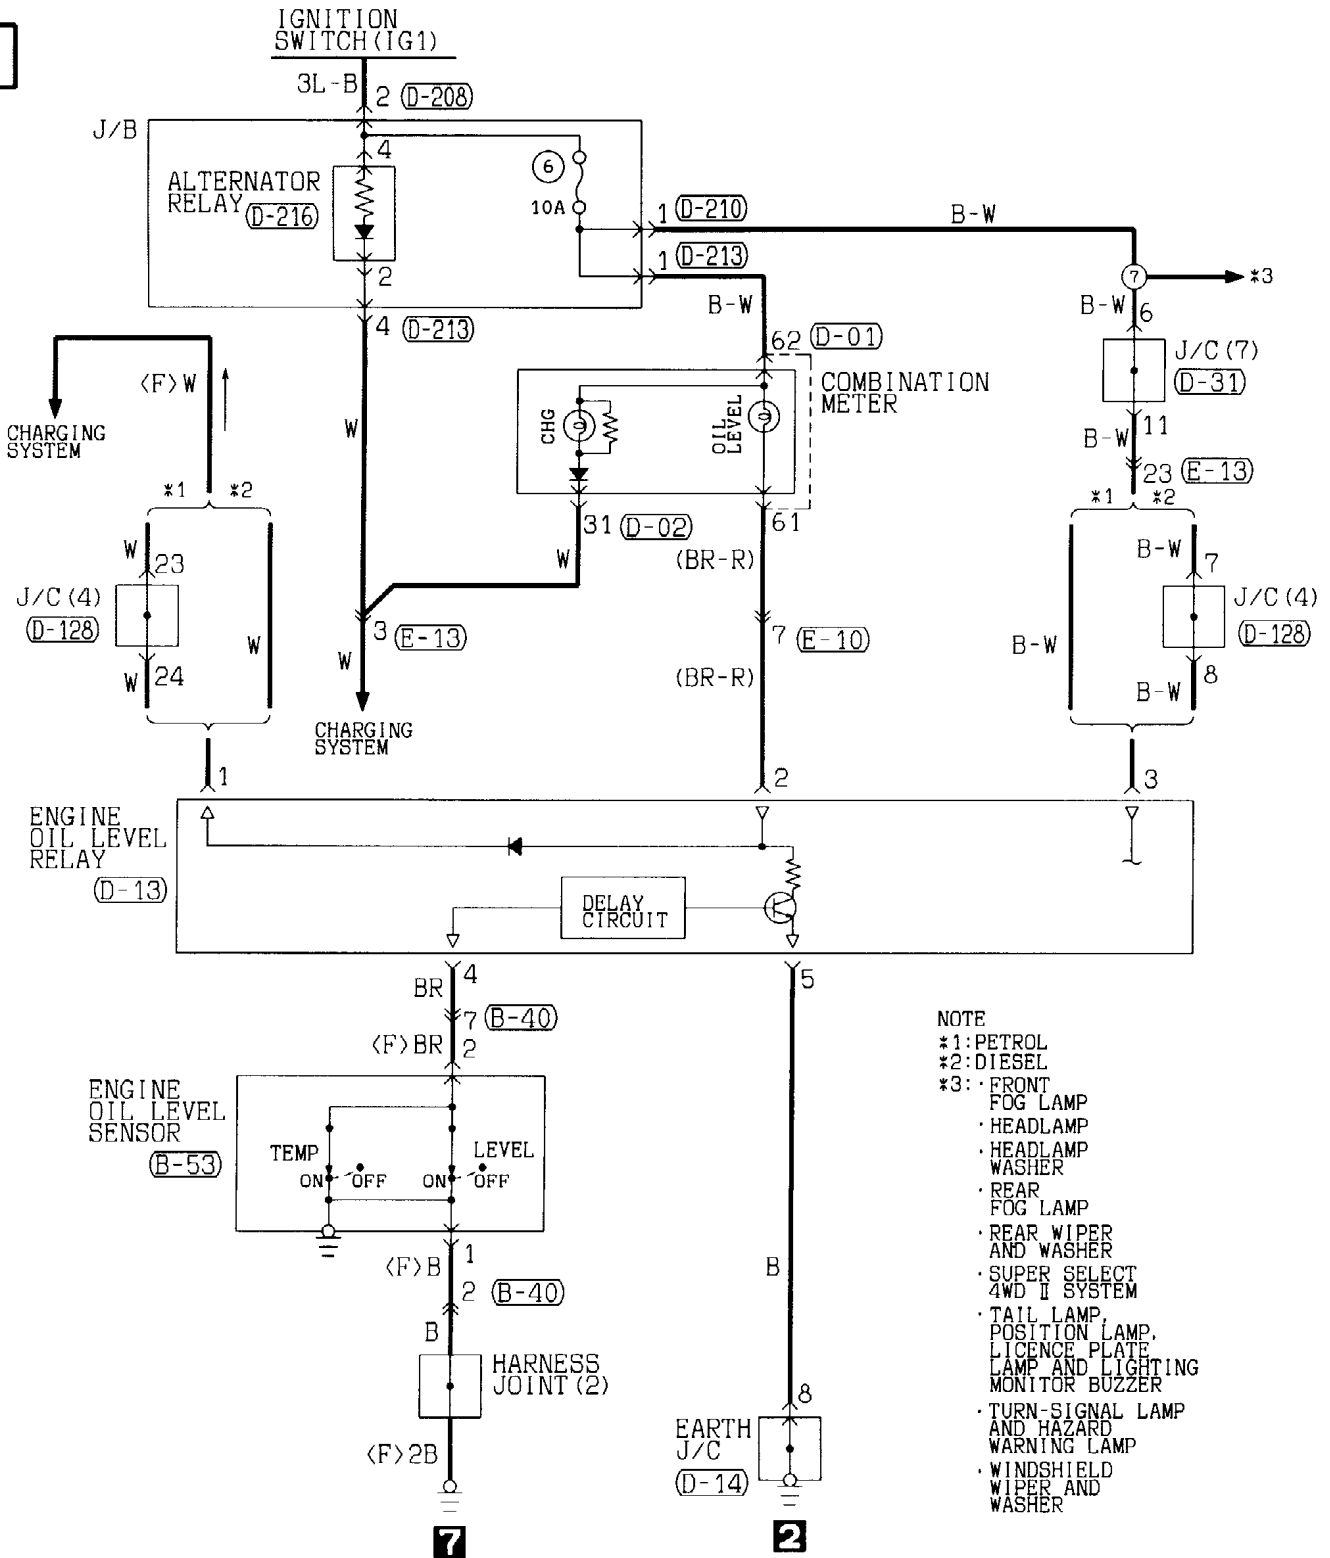 IGNITION
SWITCH(IG1)
3L-B
2 (D-208)
J/B
4
6
ALTERNATOR
RELAY (D-216)
10A
1 (D-210)
B-W
2
1 (D-213)
7
*3
B-W
B-W
6
4 (D-213)
62 (D-01)
J/C(7)
(D-31)
<F>W
COMBINATION
METER
CHG
OIL
LEVEL
CHARGING
SYSTEM
W
B-W
11
23 (E-13)
*1 *2
*1 *2
31 (D-02)
61
W
23
W
(BR-R)
B-W
7
J/C(4)
(D-128)
J/C(4)
(D-128)
3 (E-13)
7 (E-10)
W
W
B-W
W
24
(BR-R)
B-W
8
CHARGING
SYSTEM
1
2
3
ENGINE
OIL LEVEL
RELAY
(D-13)
DELAY
CIRCUIT
4
5
BR
7 (B-40)
<F>BR
2
ENGINE
OIL LEVEL
SENSOR
(B-53)
TEMP
LEVEL
ON OFF
ON OFF
1
<F>B
2 (B-40)
B
B
HARNESS
JOINT(2)
8
EARTH
J/C
(D-14)
<F>2B
7
2
NOTE
*1:PETROL
*2:DIESEL
*3:·FRONT
FOG LAMP
·HEADLAMP
·HEADLAMP
WASHER
·REAR
FOG LAMP
·REAR WIPER
AND WASHER
·SUPER SELECT
4WD Ⅱ SYSTEM
·TAIL LAMP,
POSITION LAMP,
LICENCE PLATE
LAMP AND LIGHTING
MONITOR BUZZER
·TURN-SIGNAL LAMP
AND HAZARD
WARNING LAMP
·WINDSHIELD
WIPER AND
WASHER